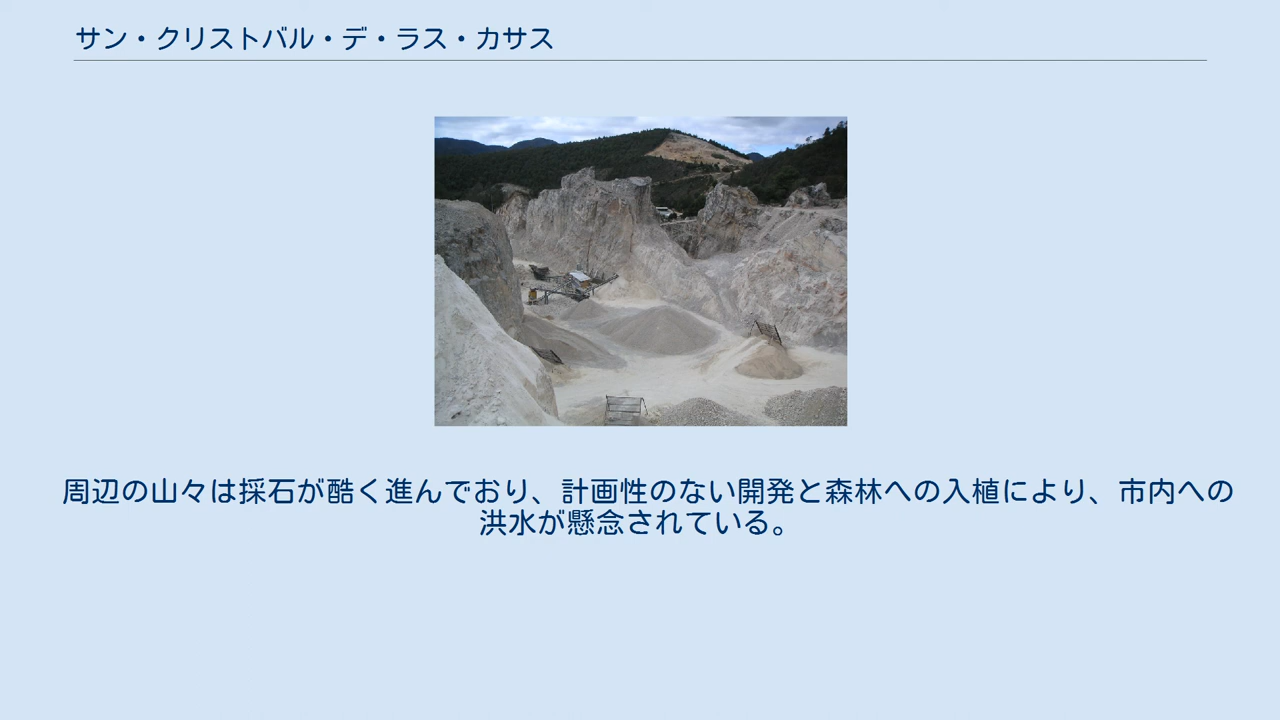 サン・クリストバル・デ・ラス・カサス
周辺の山々は採石が酷く進んでおり、計画性のない開発と森林への入植により、市内への
洪水が懸念されている。